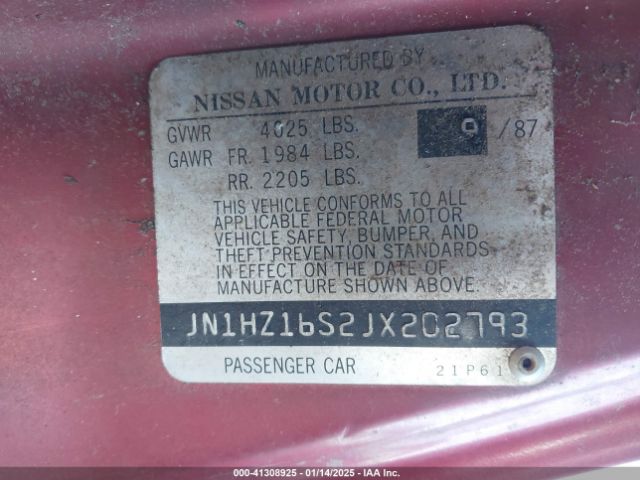 MANUFACTURED BY
NISSAN MOTOR CO., LTD.
GVWR 4025 LBS. 9/87
GAWR FR. 1984 LBS.
RR. 2205 LBS.
THIS VEHICLE CONFORMS TO ALL
APPLICABLE FEDERAL MOTOR
VEHICLE SAFETY, BUMPER, AND
THEFT PREVENTION STANDARDS
IN EFFECT ON THE DATE OF
MANUFACTURE SHOWN ABOVE.
JN1HZ16S2JX202793
PASSENGER CAR 21P61
000-41308925 - 01/14/2025 - IAA Inc.